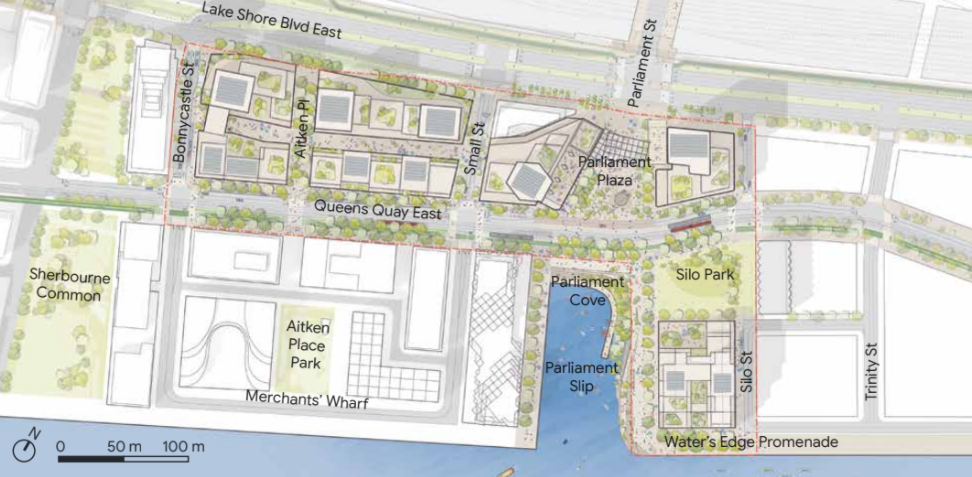 Lake Shore Blvd East
Parliament St
Bonnycastle St
Aitken Pl
Small St
Parliament
Plaza
Queens Quay East
Sherbourne
Common
Silo Park
Parliament
Cove
Aitken
Place
Park
Parliament
Slip
Silo St
Trinity St
Merchants' Wharf
Water's Edge Promenade
N
0 50 m 100 m